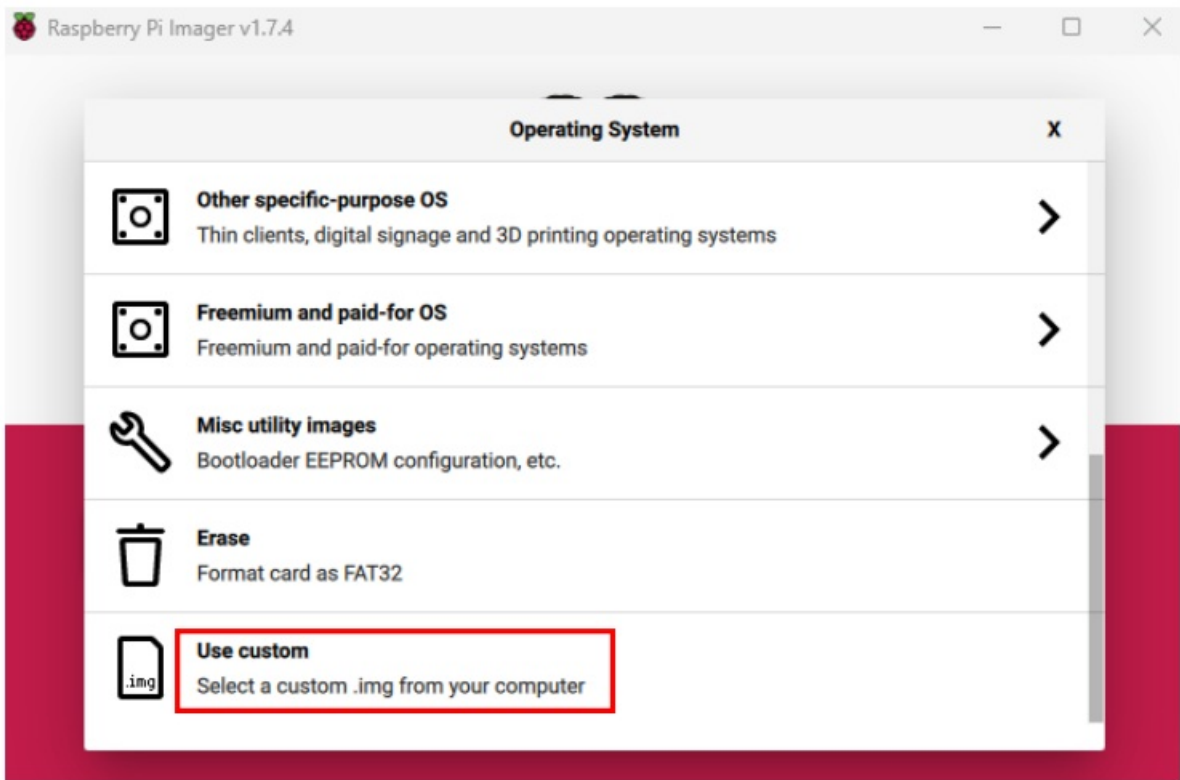 Raspberry Pi Imager v1.7.4
Operating System
X
Other specific-purpose OS
Thin clients, digital signage and 3D printing operating systems
Freemium and paid-for OS
Freemium and paid-for operating systems
Misc utility images
Bootloader EEPROM configuration, etc.
Erase
Format card as FAT32
.img
Use custom
Select a custom .img from your computer